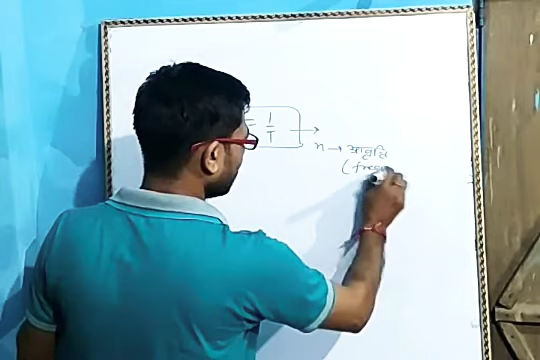 = 1/T →
n → आवृत्ति
(freq